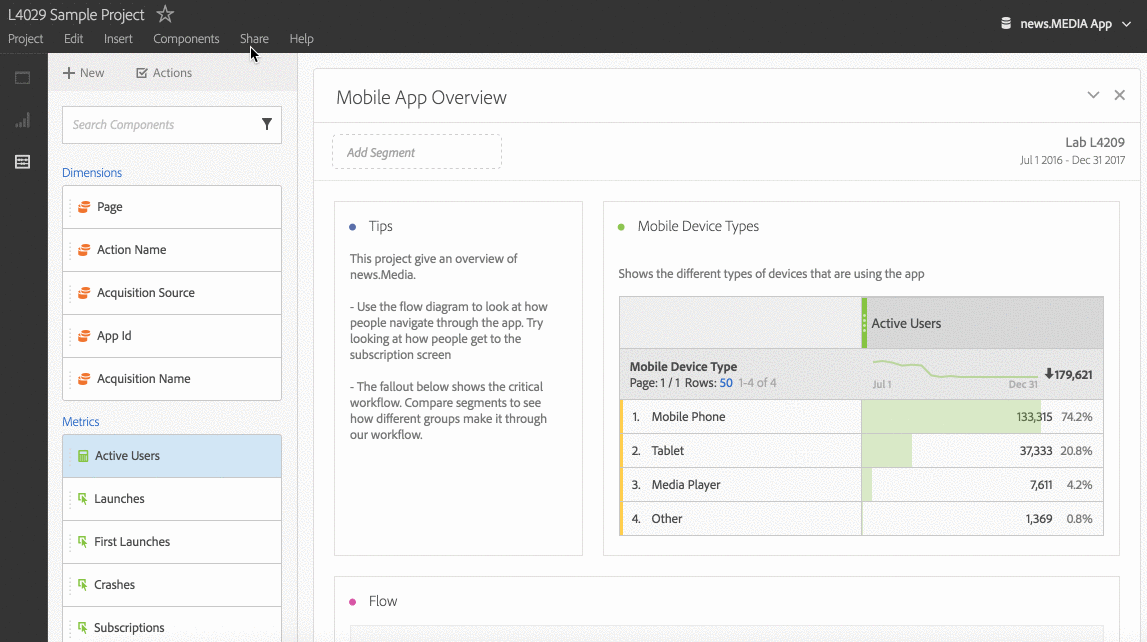 L4029 Sample Project
news.MEDIA App
Project Edit Insert Components Share Help
New Actions
Search Components
Dimensions
Page
Action Name
Acquisition Source
App Id
Acquisition Name
Metrics
Active Users
Launches
First Launches
Crashes
Subscriptions
Mobile App Overview
Add Segment
Lab L4209
Jul 1 2016 - Dec 31 2017
Tips
This project give an overview of
news.Media.
- Use the flow diagram to look at how
people navigate through the app. Try
looking at how people get to the
subscription screen
- The fallout below shows the critical
workflow. Compare segments to see
how different groups make it through
our workflow.
Mobile Device Types
Shows the different types of devices that are using the app
Active Users
Mobile Device Type
Page: 1 / 1 Rows: 50 1-4 of 4
Jul 1 Dec 31
179,621
1. Mobile Phone 133,315 74.2%
2. Tablet 37,333 20.8%
3. Media Player 7,611 4.2%
4. Other 1,369 0.8%
Flow